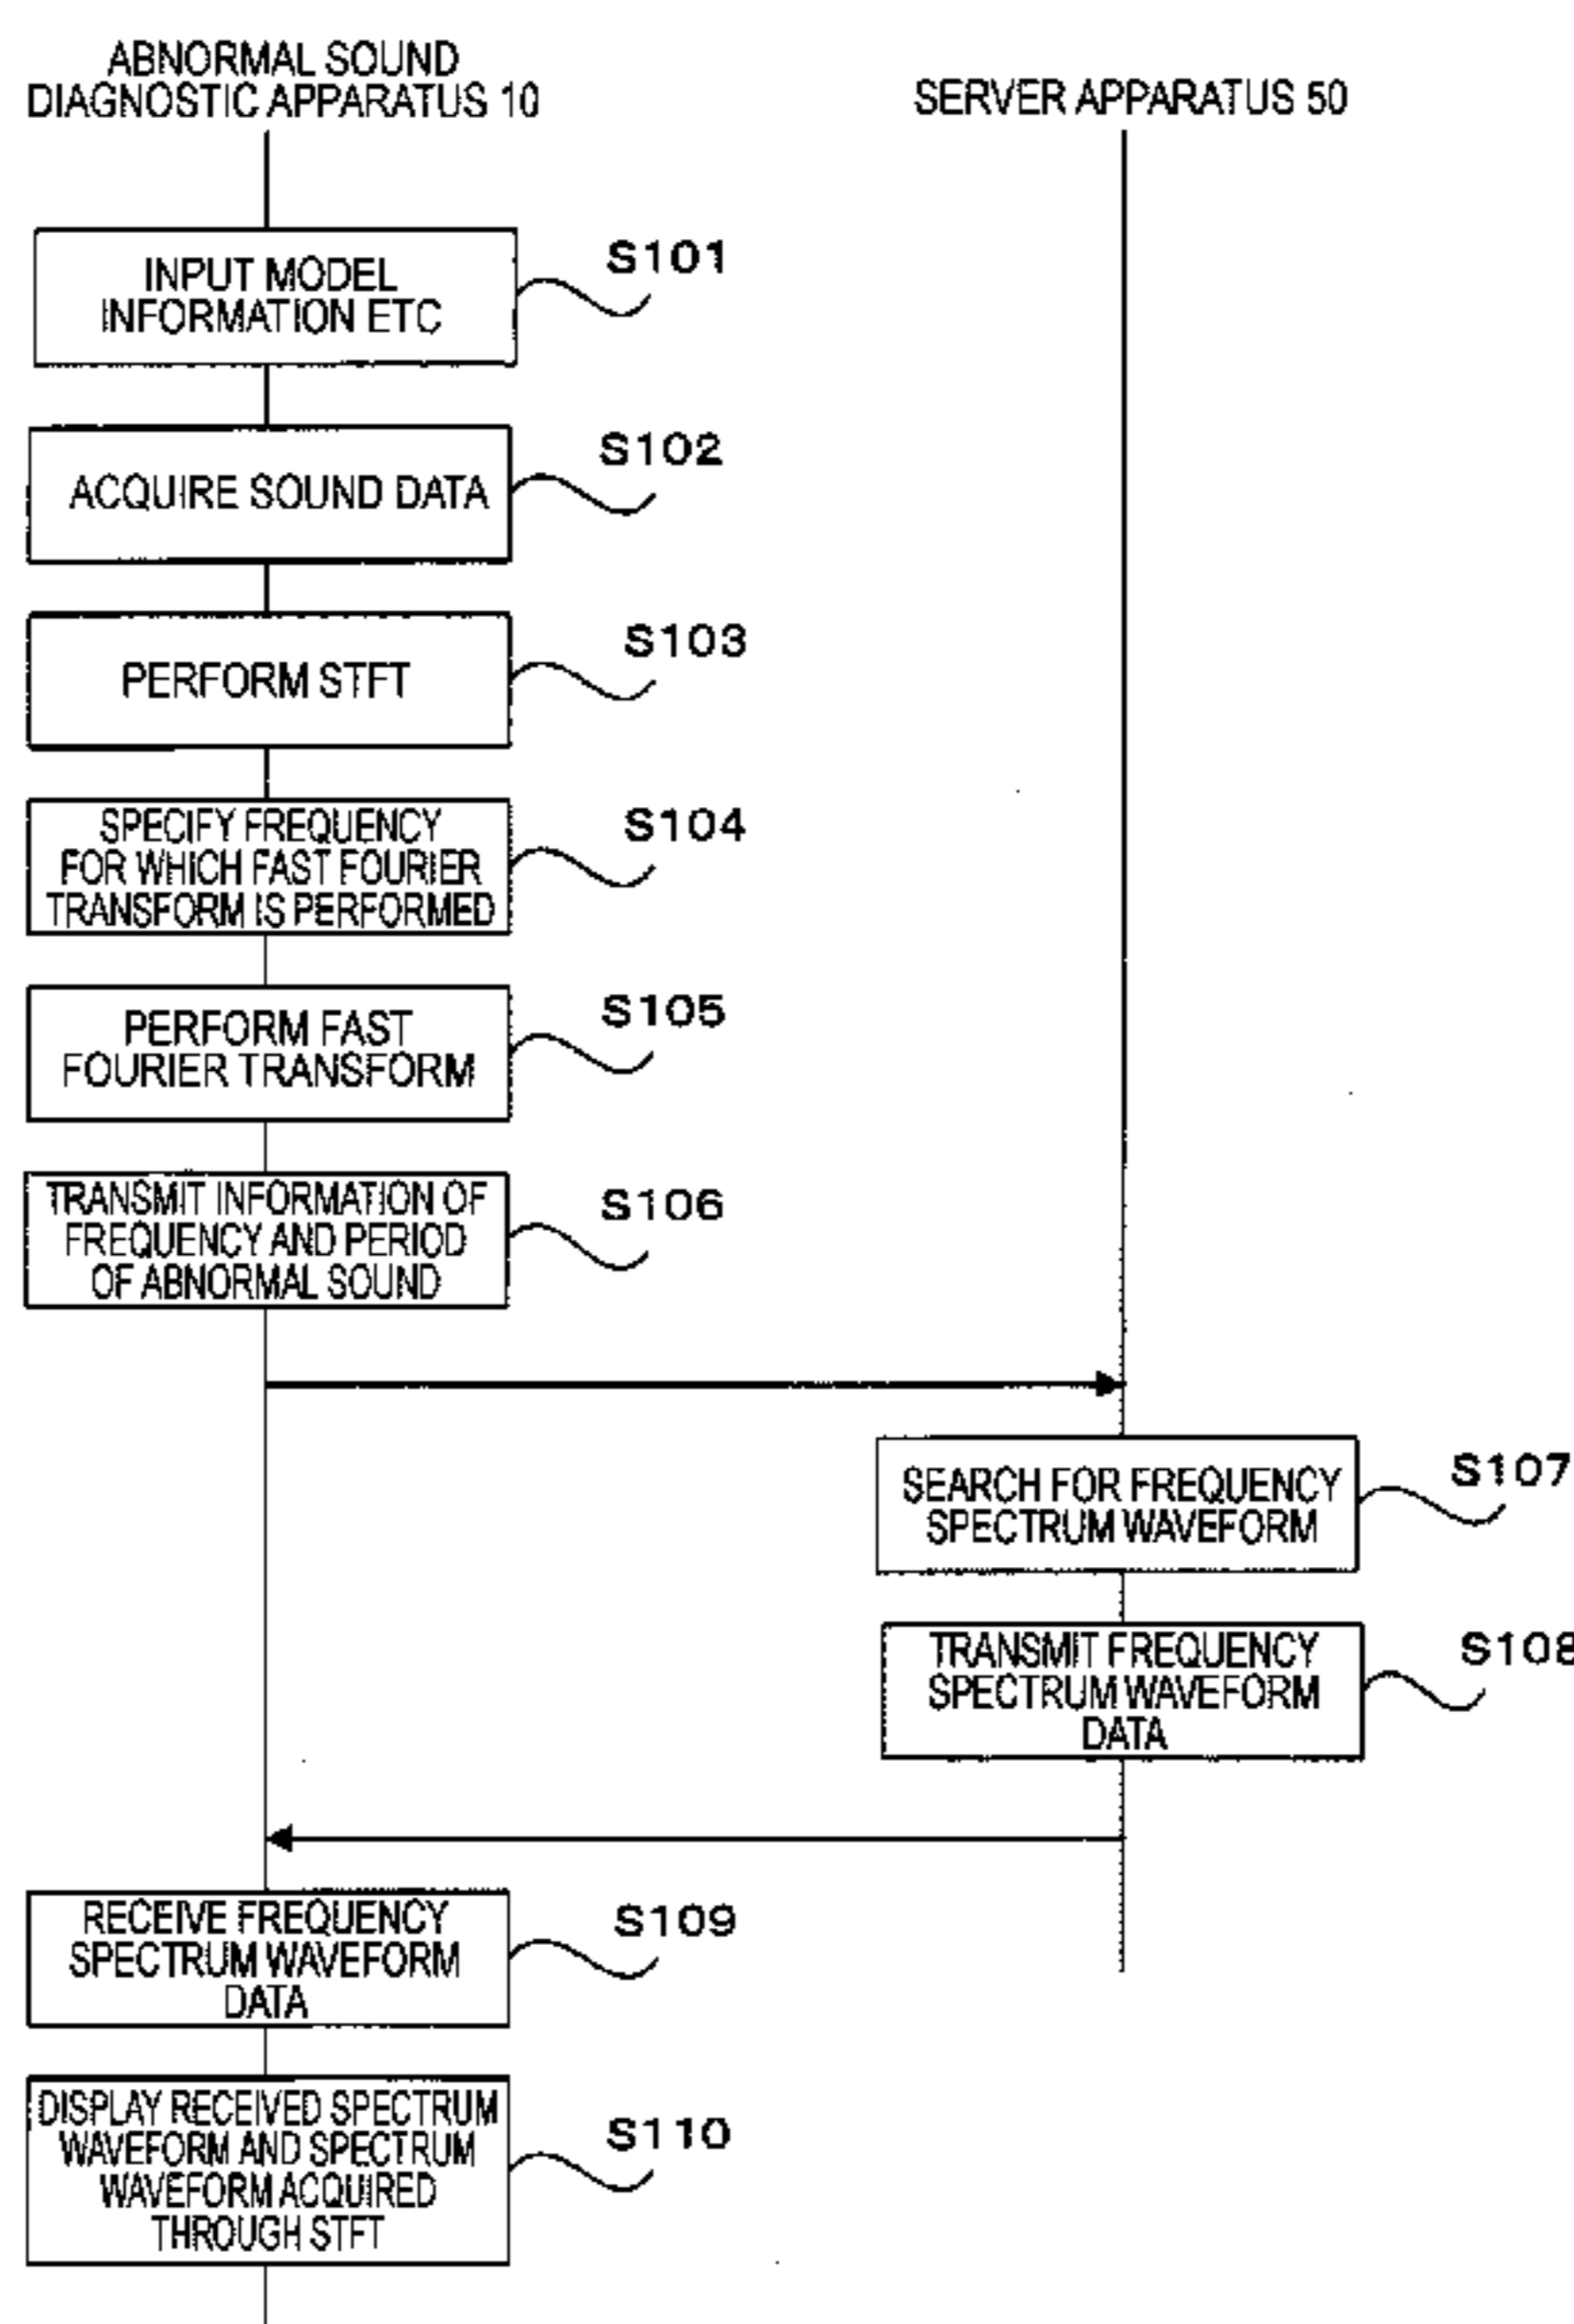 ABNORMAL SOUND
DIAGNOSTIC APPARATUS 10
SERVER APPARATUS 50
INPUT MODEL
INFORMATION ETC
S101
ACQUIRE SOUND DATA
S102
PERFORM STFT
S103
SPECIFY FREQUENCY
FOR WHICH FAST FOURIER
TRANSFORM IS PERFORMED
S104
PERFORM FAST
FOURIER TRANSFORM
S105
TRANSMIT INFORMATION OF
FREQUENCY AND PERIOD
OF ABNORMAL SOUND
S106
SEARCH FOR FREQUENCY
SPECTRUM WAVEFORM
S107
TRANSMIT FREQUENCY
SPECTRUM WAVEFORM
DATA
S108
RECEIVE FREQUENCY
SPECTRUM WAVEFORM
DATA
S109
DISPLAY RECEIVED SPECTRUM
WAVEFORM AND SPECTRUM
WAVEFORM ACQUIRED
THROUGH STFT
S110